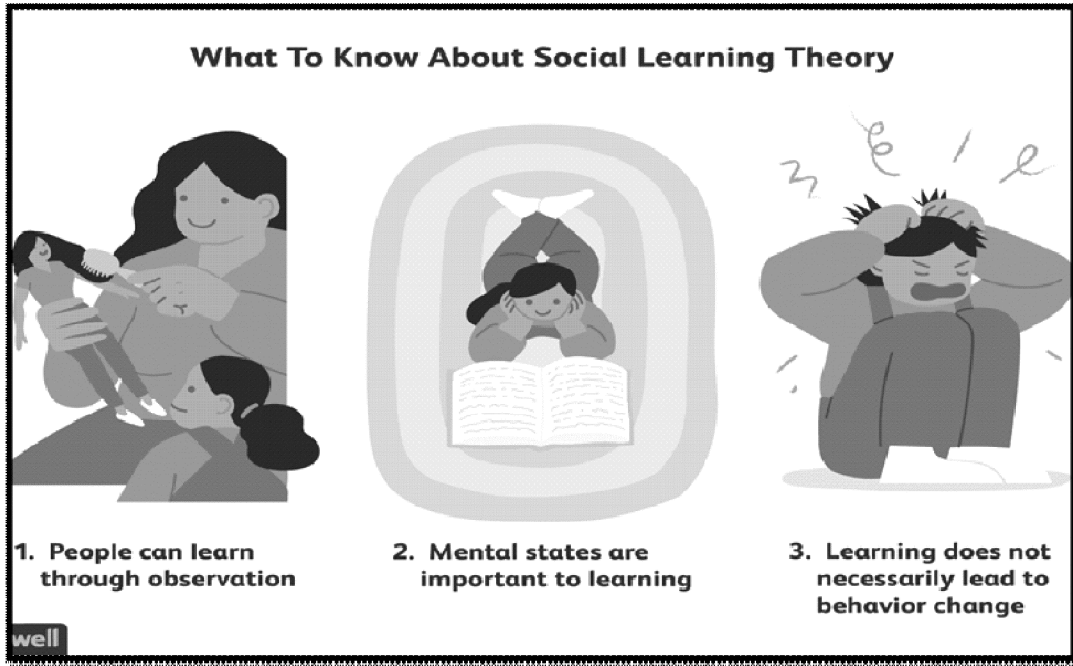 What To Know About Social Learning Theory
1. People can learn
through observation
2. Mental states are
important to learning
3. Learning does not
necessarily lead to
behavior change
well